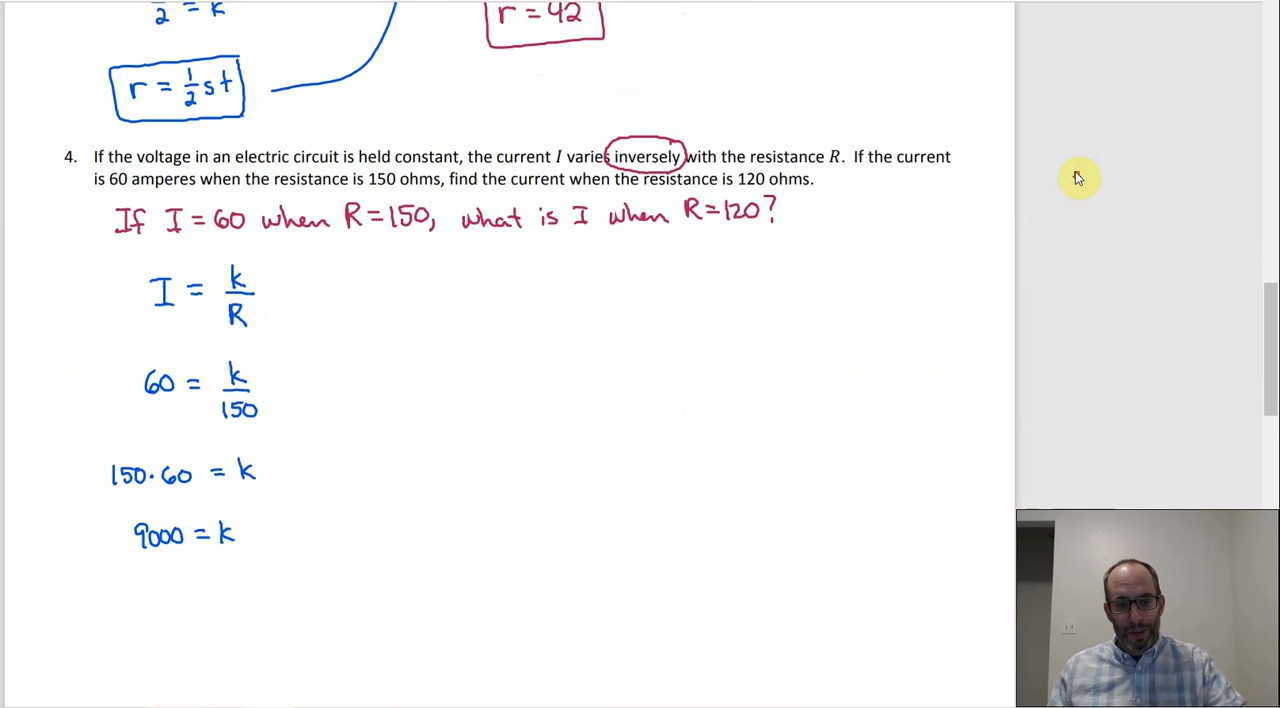 /2 = k
r = 42
r = 1/2 st
4. If the voltage in an electric circuit is held constant, the current I varies inversely with the resistance R. If the current
is 60 amperes when the resistance is 150 ohms, find the current when the resistance is 120 ohms.
If I = 60 when R = 150, what is I when R = 120?
I = k/R
60 = k/150
150 · 60 = k
9000 = k